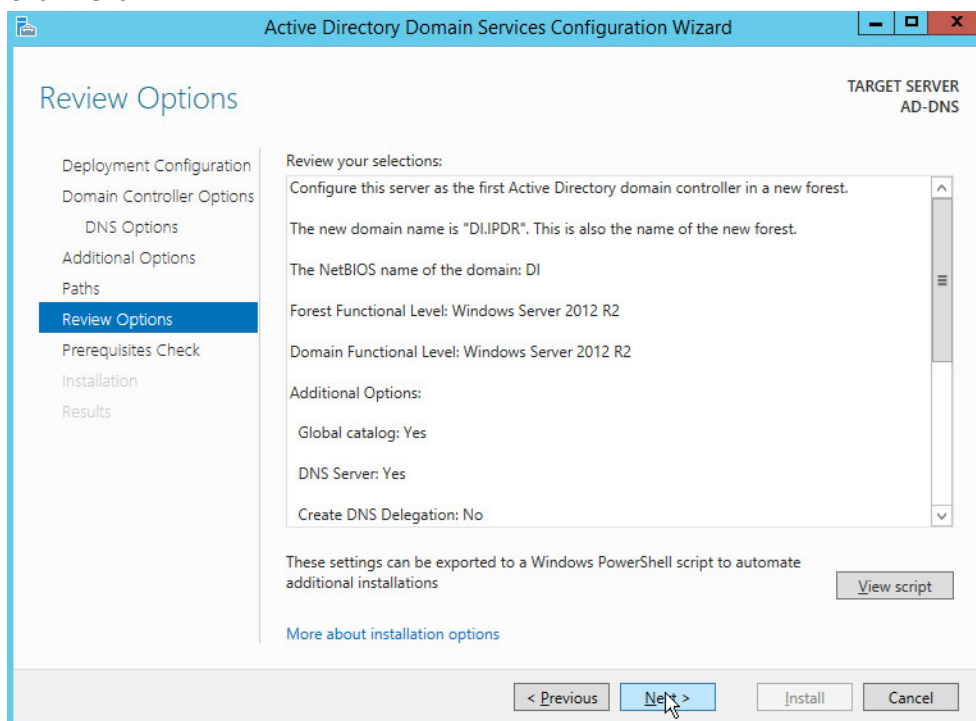 Active Directory Domain Services Configuration Wizard
Review Options
TARGET SERVER
AD-DNS
Deployment Configuration
Domain Controller Options
DNS Options
Additional Options
Paths
Review Options
Prerequisites Check
Installation
Results
Review your selections:
Configure this server as the first Active Directory domain controller in a new forest.
The new domain name is "DI.IPDR". This is also the name of the new forest.
The NetBIOS name of the domain: DI
Forest Functional Level: Windows Server 2012 R2
Domain Functional Level: Windows Server 2012 R2
Additional Options:
Global catalog: Yes
DNS Server: Yes
Create DNS Delegation: No
These settings can be exported to a Windows PowerShell script to automate
additional installations
View script
More about installation options
< Previous
Next >
Install
Cancel